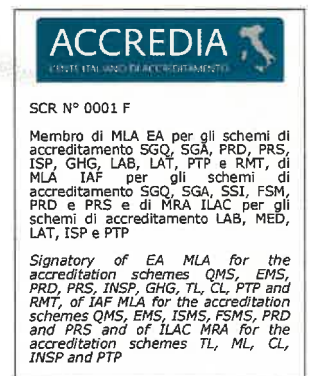 ACCREDIA
L'ENTE ITALIANO DI ACCREDITAMENTO
SCR N° 0001 F
Membro di MLA EA per gli schemi di
accreditamento SGQ, SGA, PRD, PRS,
ISP, GHG, LAB, LAT, PTP e RMT, di
MLA IAF per gli schemi di
accreditamento SGQ, SGA, SSI, FSM,
PRD e PRS e di MRA ILAC per gli
schemi di accreditamento LAB, MED,
LAT, ISP e PTP
Signatory of EA MLA for the
accreditation schemes QMS, EMS,
PRD, PRS, INSP, GHG, TL, CL, PTP and
RMT, of IAF MLA for the accreditation
schemes QMS, EMS, ISMS, FSMS, PRD
and PRS and of ILAC MRA for the
accreditation schemes TL, ML, CL,
INSP and PTP